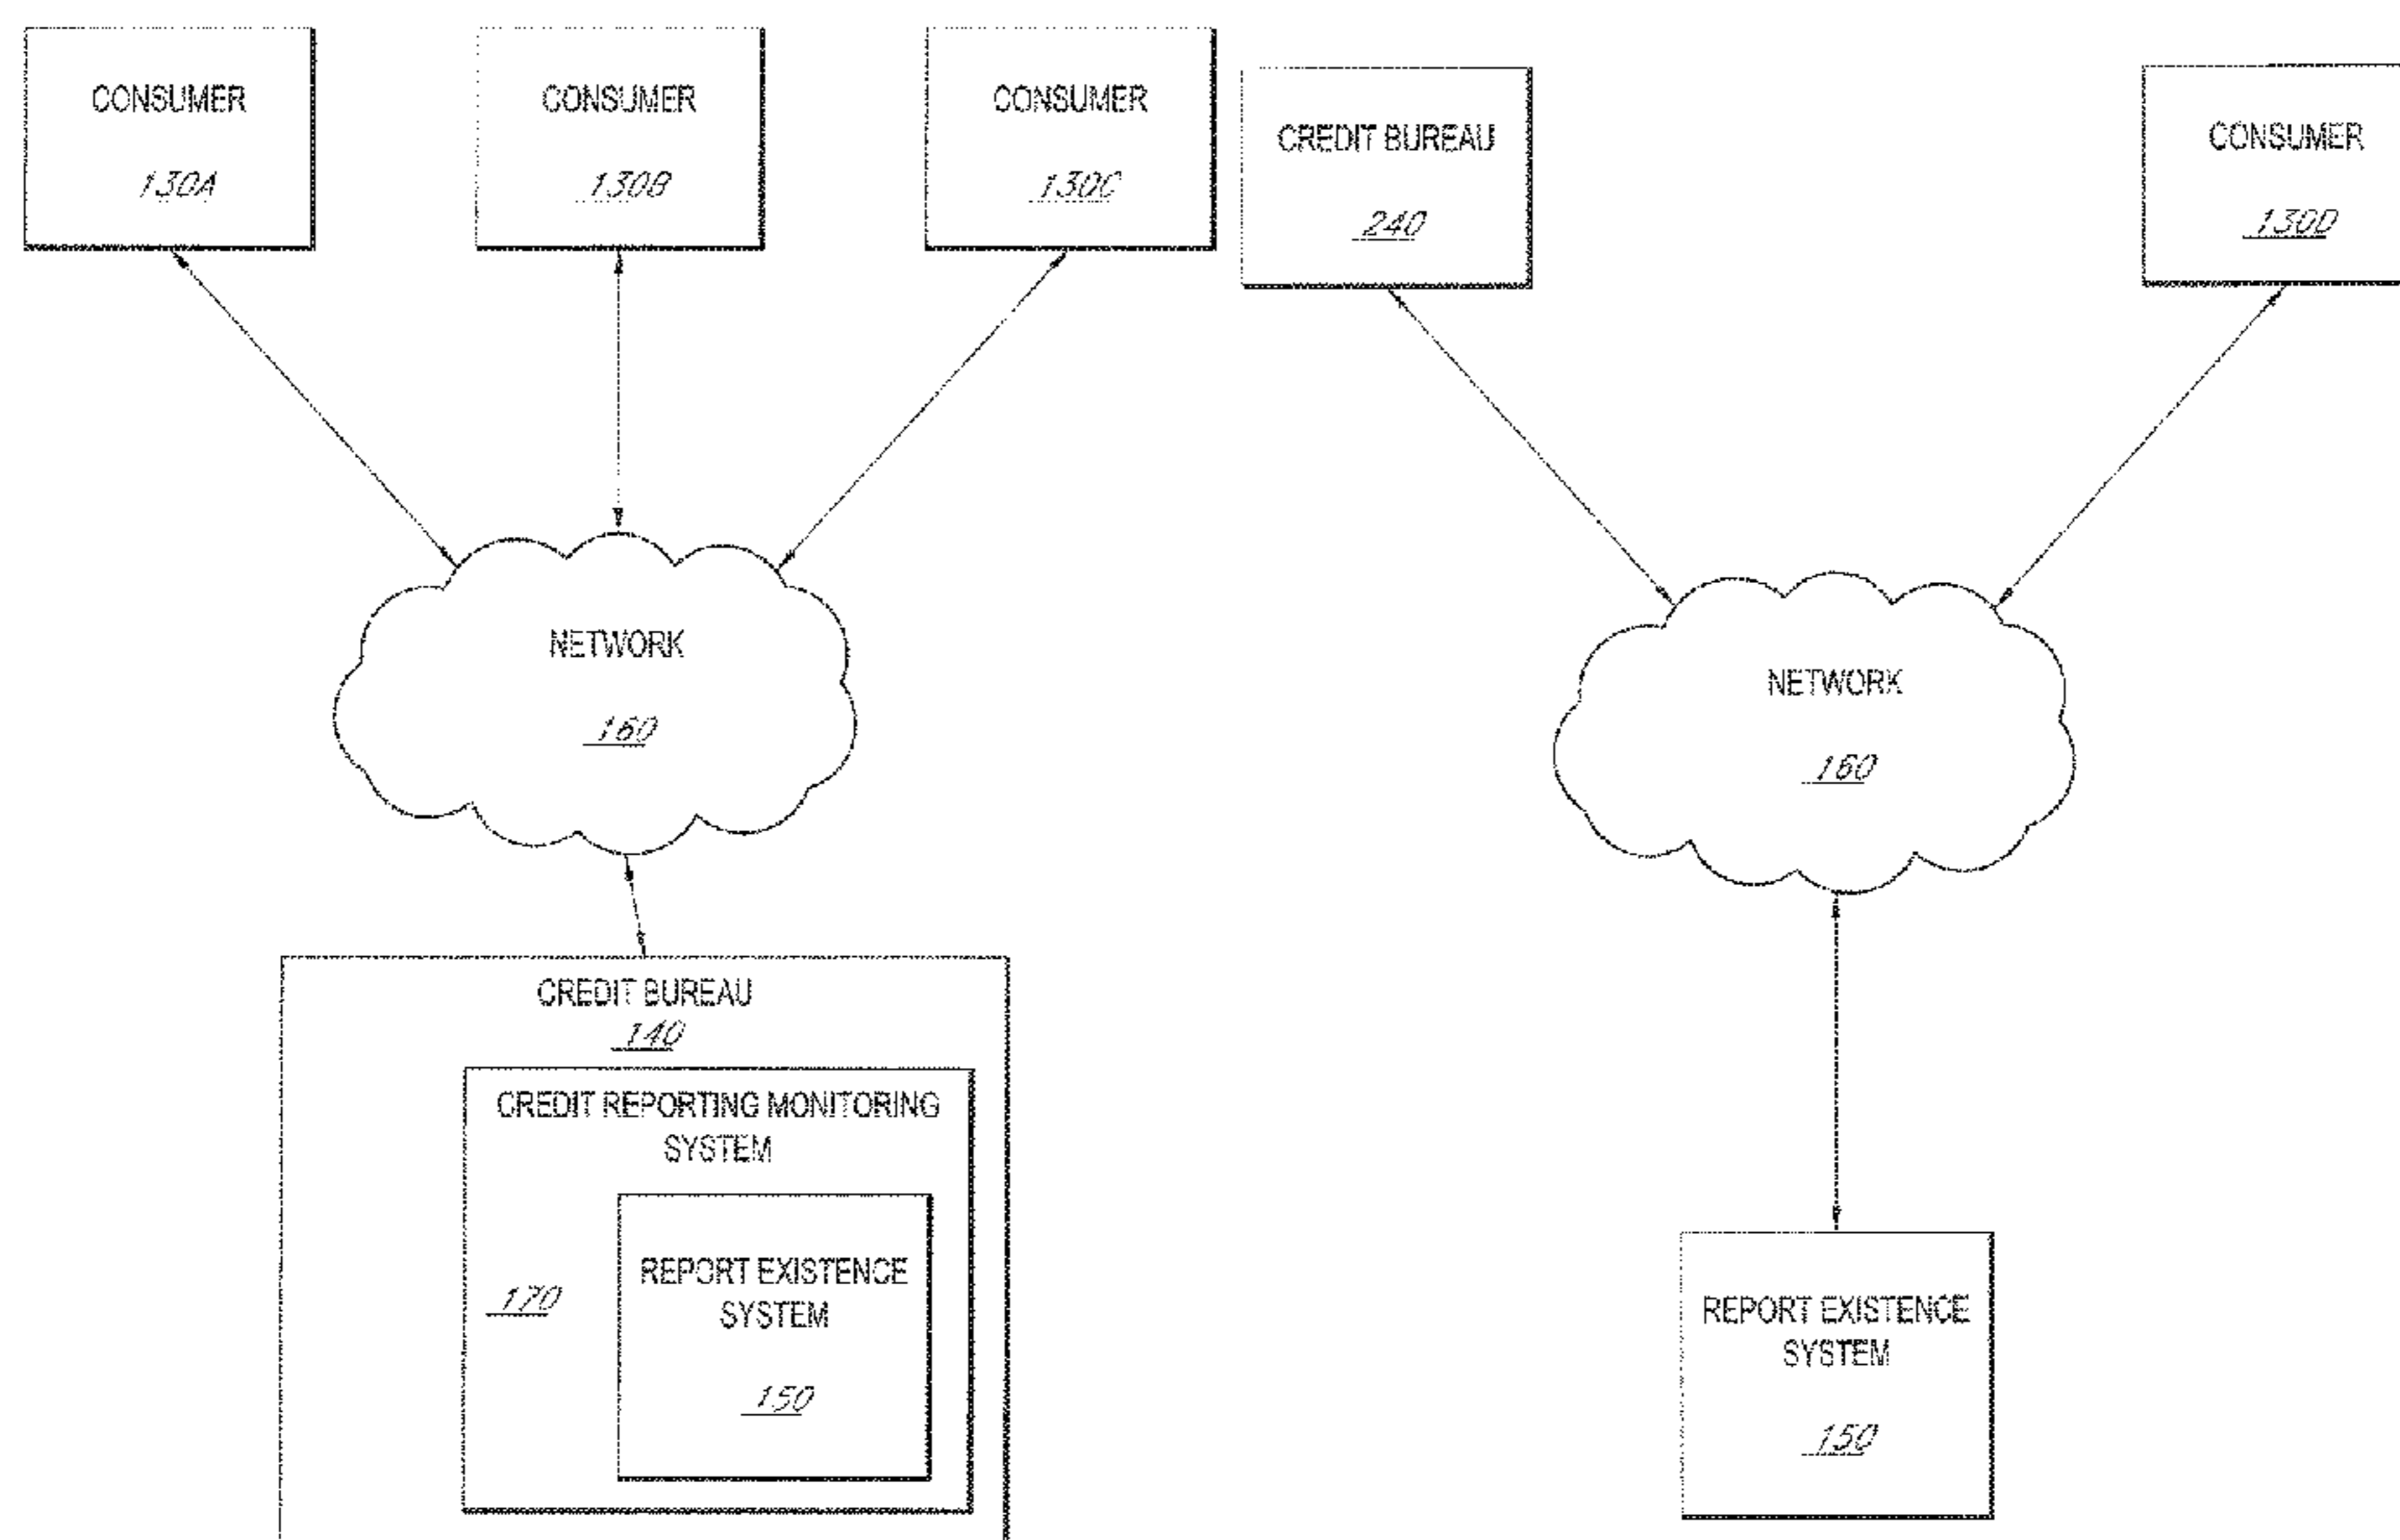 CONSUMER
130A
CONSUMER
130B
CONSUMER
130C
NETWORK
160
CREDIT BUREAU
140
CREDIT REPORTING MONITORING
SYSTEM
170
REPORT EXISTENCE
SYSTEM
150
CREDIT BUREAU
240
CONSUMER
130D
NETWORK
160
REPORT EXISTENCE
SYSTEM
150